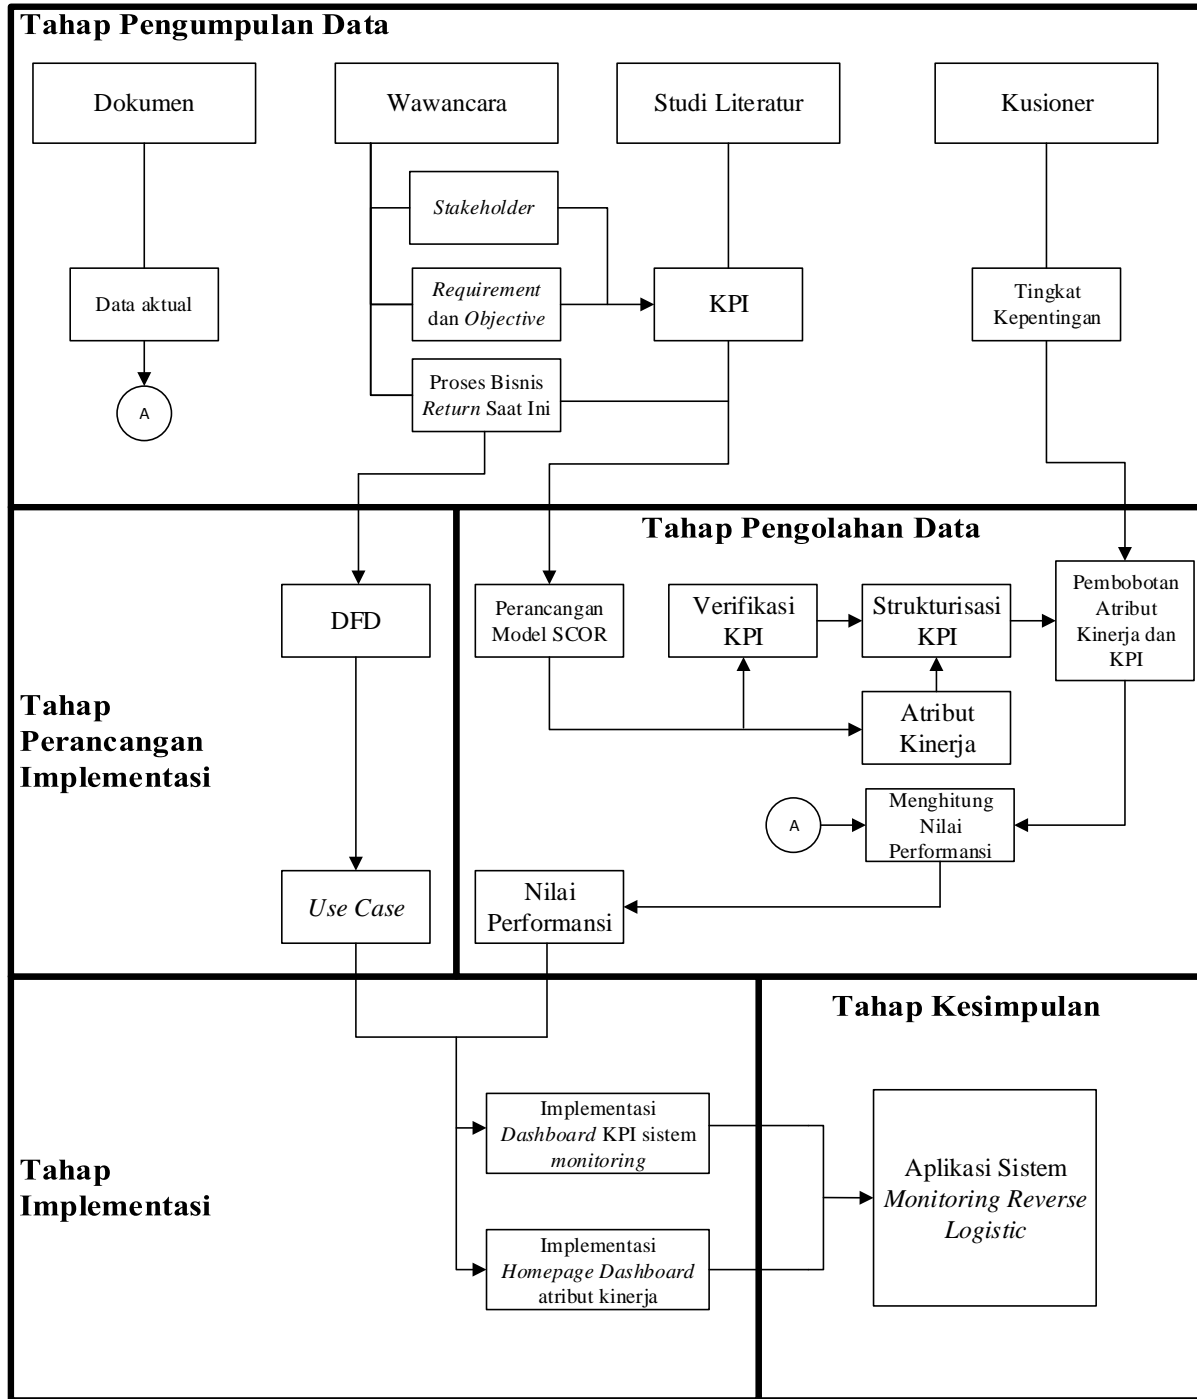 Tahap Pengumpulan Data
Dokumen
Wawancara
Studi Literatur
Kusioner
Stakeholder
Data aktual
Requirement
dan Objective
KPI
Tingkat
Kepentingan
Proses Bisnis
Return Saat Ini
A
Tahap Pengolahan Data
DFD
Perancangan
Model SCOR
Verifikasi
KPI
Strukturisasi
KPI
Pembobotan
Atribut
Kinerja dan
KPI
Tahap
Perancangan
Implementasi
Atribut
Kinerja
A
Menghitung
Nilai
Performansi
Use Case
Nilai
Performansi
Tahap Kesimpulan
Implementasi
Dashboard KPI sistem
monitoring
Tahap
Implementasi
Aplikasi Sistem
Monitoring Reverse
Logistic
Implementasi
Homepage Dashboard
atribut kinerja